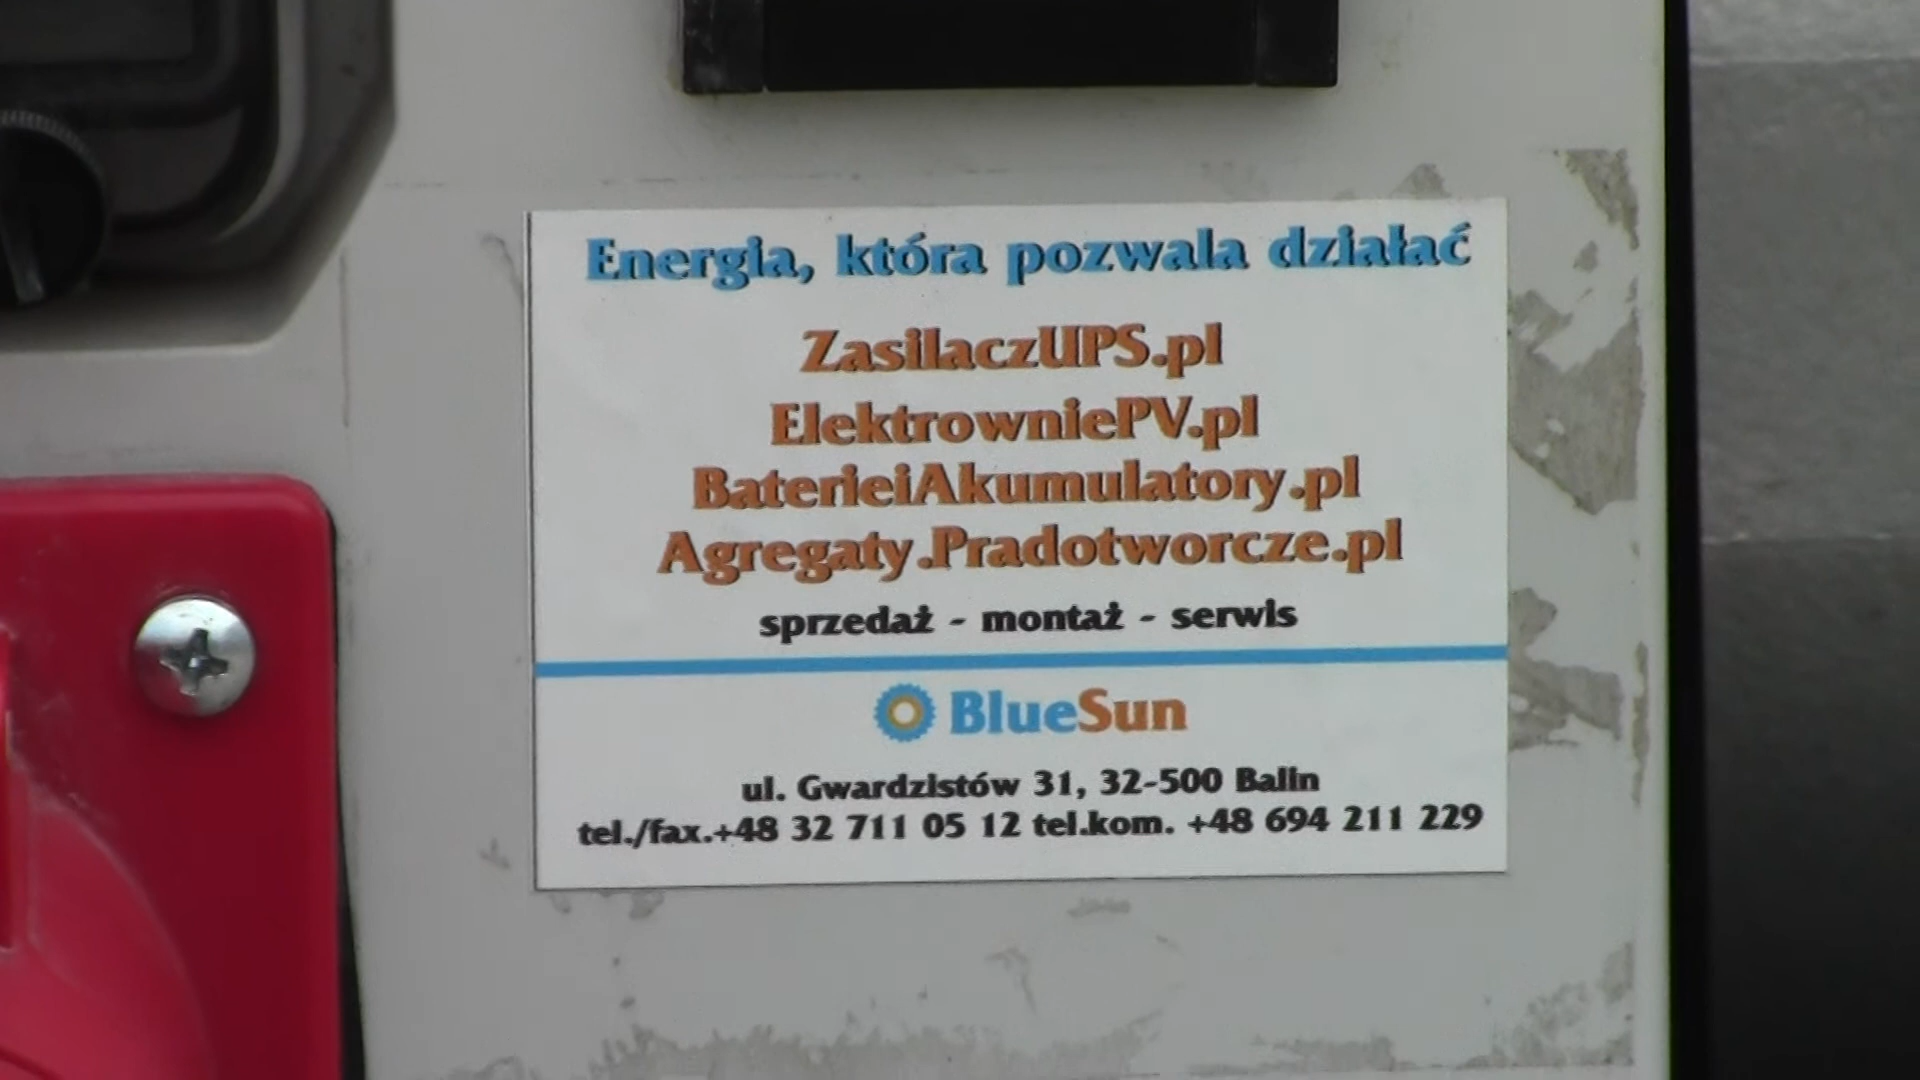 Energia, która pozwala działać
ZasilaczUPS.pl
ElektrowniePV.pl
BaterieiAkumulatory.pl
Agregaty.Pradotworcze.pl
sprzedaż - montaż - serwis
BlueSun
ul. Gwardzistów 31, 32-500 Balin
tel./fax.+48 32 711 05 12 tel.kom. +48 694 211 229